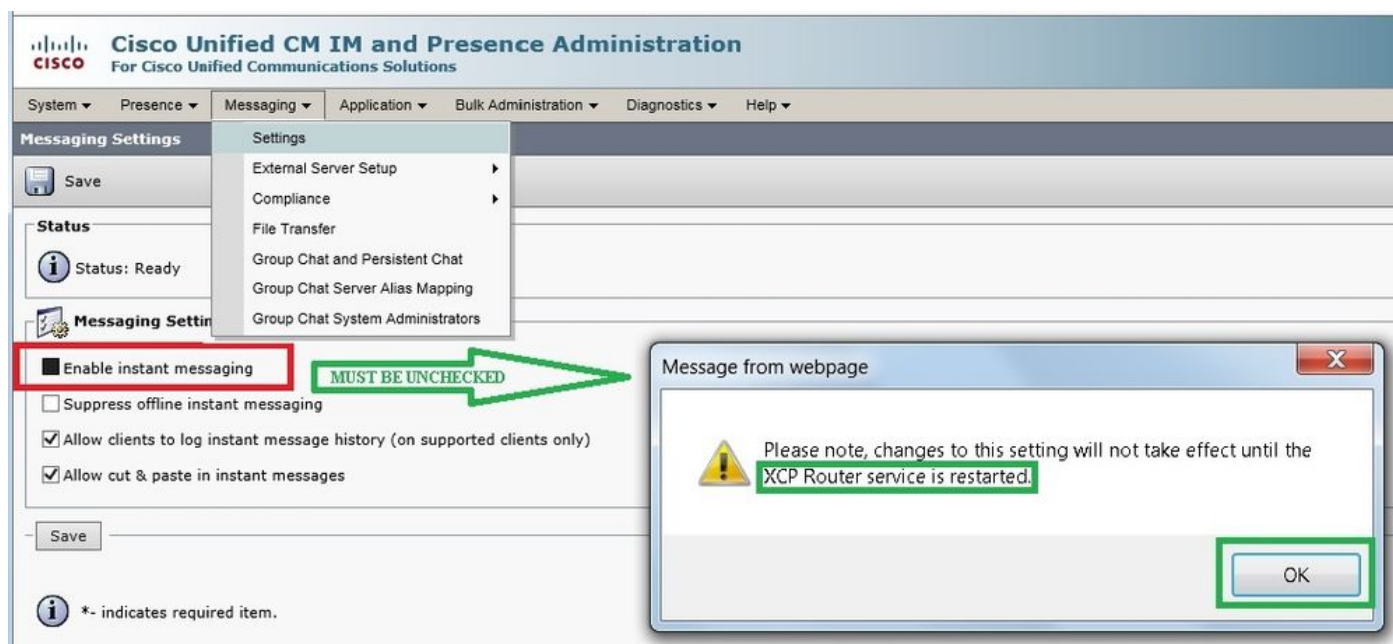 CISCO
Cisco Unified CM IM and Presence Administration
For Cisco Unified Communications Solutions
System Presence Messaging Application Bulk Administration Diagnostics Help
Messaging Settings
Settings
External Server Setup
Compliance
File Transfer
Group Chat and Persistent Chat
Group Chat Server Alias Mapping
Group Chat System Administrators
Save
Status
Status: Ready
Messaging Settin
Enable instant messaging
MUST BE UNCHECKED
Suppress offline instant messaging
Allow clients to log instant message history (on supported clients only)
Allow cut & paste in instant messages
Save
*- indicates required item.
Message from webpage
X
Please note, changes to this setting will not take effect until the
XCP Router service is restarted.
OK